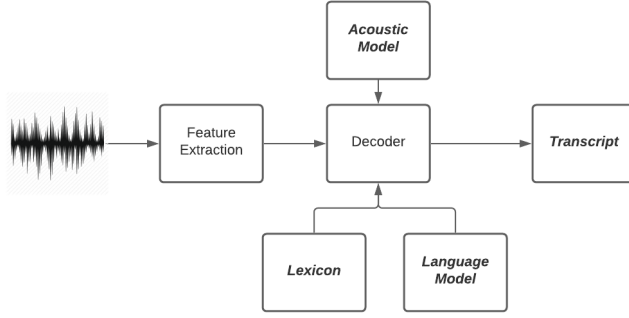 Acoustic
Model
Feature
Extraction
Decoder
Transcript
Lexicon
Language
Model